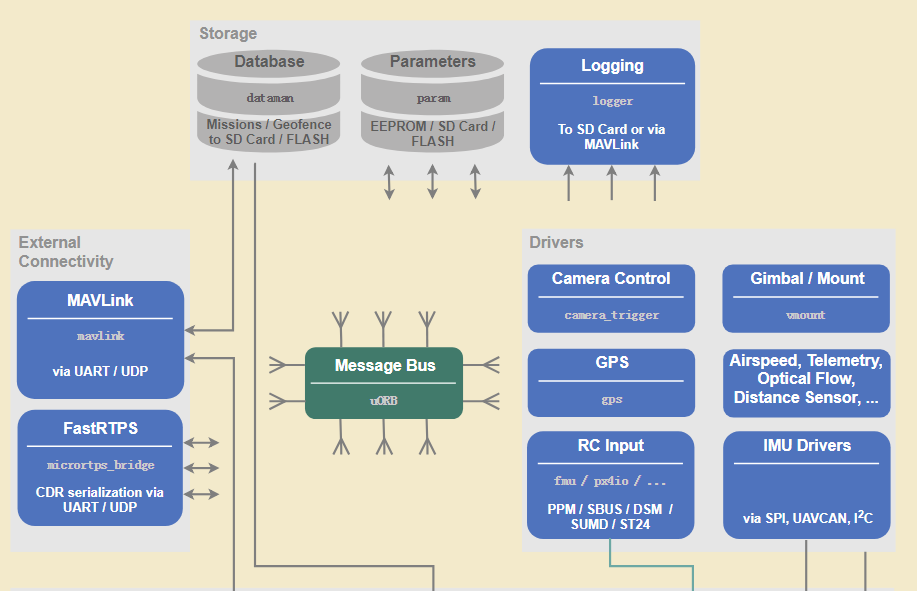 Storage
Database
dataman
Missions / Geofence
to SD Card / FLASH
Parameters
param
EEPROM / SD Card /
FLASH
Logging
logger
To SD Card or via
MAVLink
External
Connectivity
MAVLink
mavlink
via UART / UDP
FastRTPS
micrortps_bridge
CDR serialization via
UART / UDP
Message Bus
uORB
Drivers
Camera Control
camera_trigger
Gimbal / Mount
vmount
GPS
gps
Airspeed, Telemetry,
Optical Flow,
Distance Sensor, ...
RC Input
fmu / px4io / ...
PPM / SBUS / DSM /
SUMD / ST24
IMU Drivers
via SPI, UAVCAN, I²C